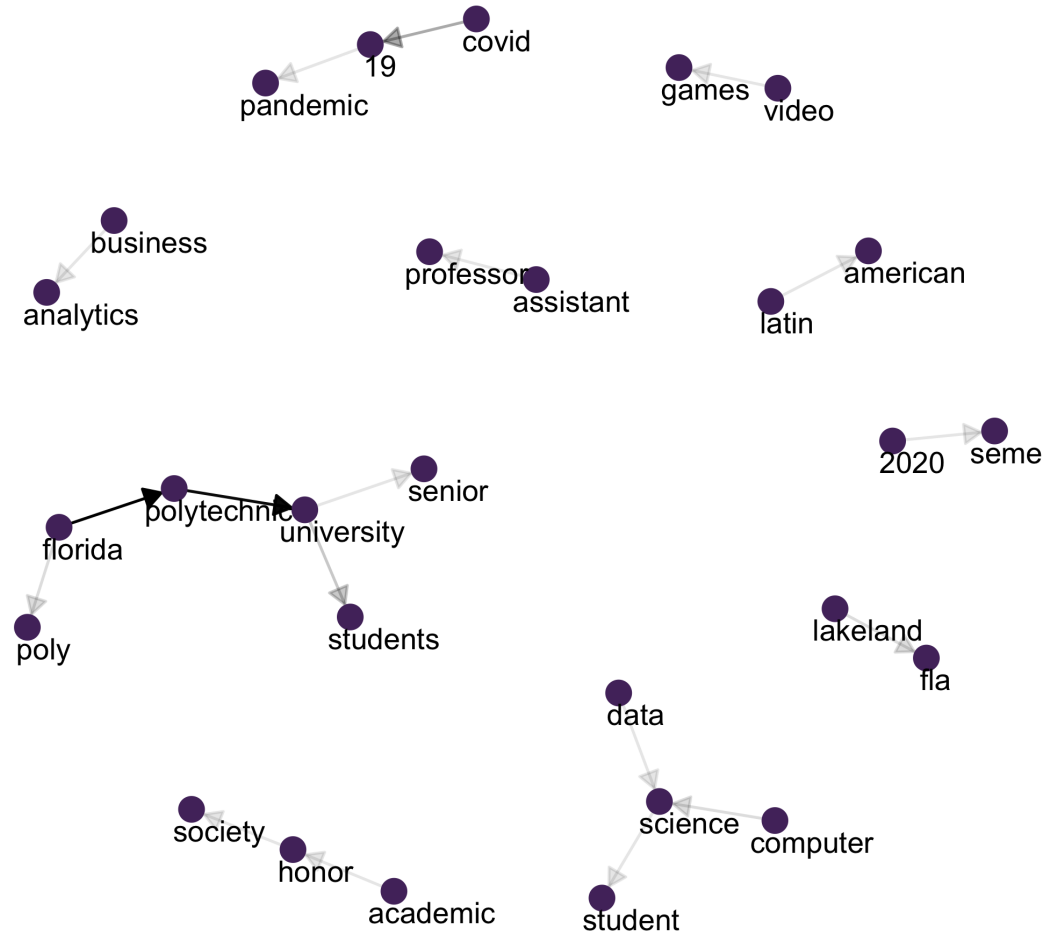 covid
19
pandemic
games
video
business
analytics
professor
assistant
american
latin
2020
seme
senior
polytechnic
university
florida
students
poly
lakeland
fla
data
science
computer
society
honor
academic
student